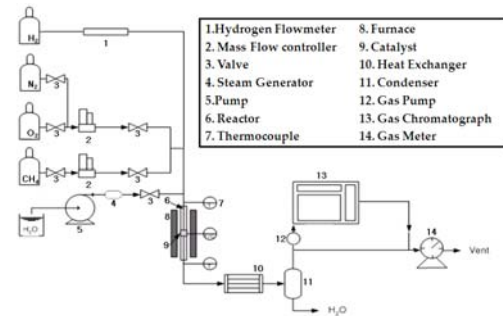 H₂
1
N₂
3
O₂
3
2
3
CH₄
3
2
3
H₂O
5
4
3
6
7
8
9
10
11
H₂O
12
13
14
Vent
1.Hydrogen Flowmeter
2. Mass Flow controller
3. Valve
4. Steam Generator
5.Pump
6. Reactor
7. Thermocouple
8. Furnace
9. Catalyst
10. Heat Exchanger
11. Condenser
12. Gas Pump
13. Gas Chromatograph
14. Gas Meter